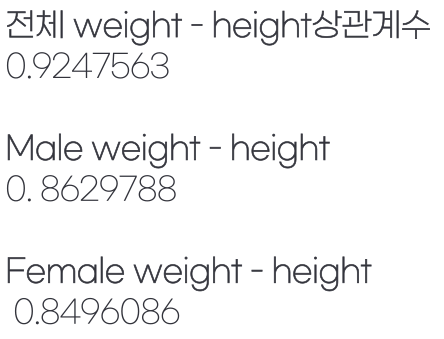 전체 weight - height상관계수
0.9247563
Male weight - height
0. 8629788
Female weight - height
0.8496086